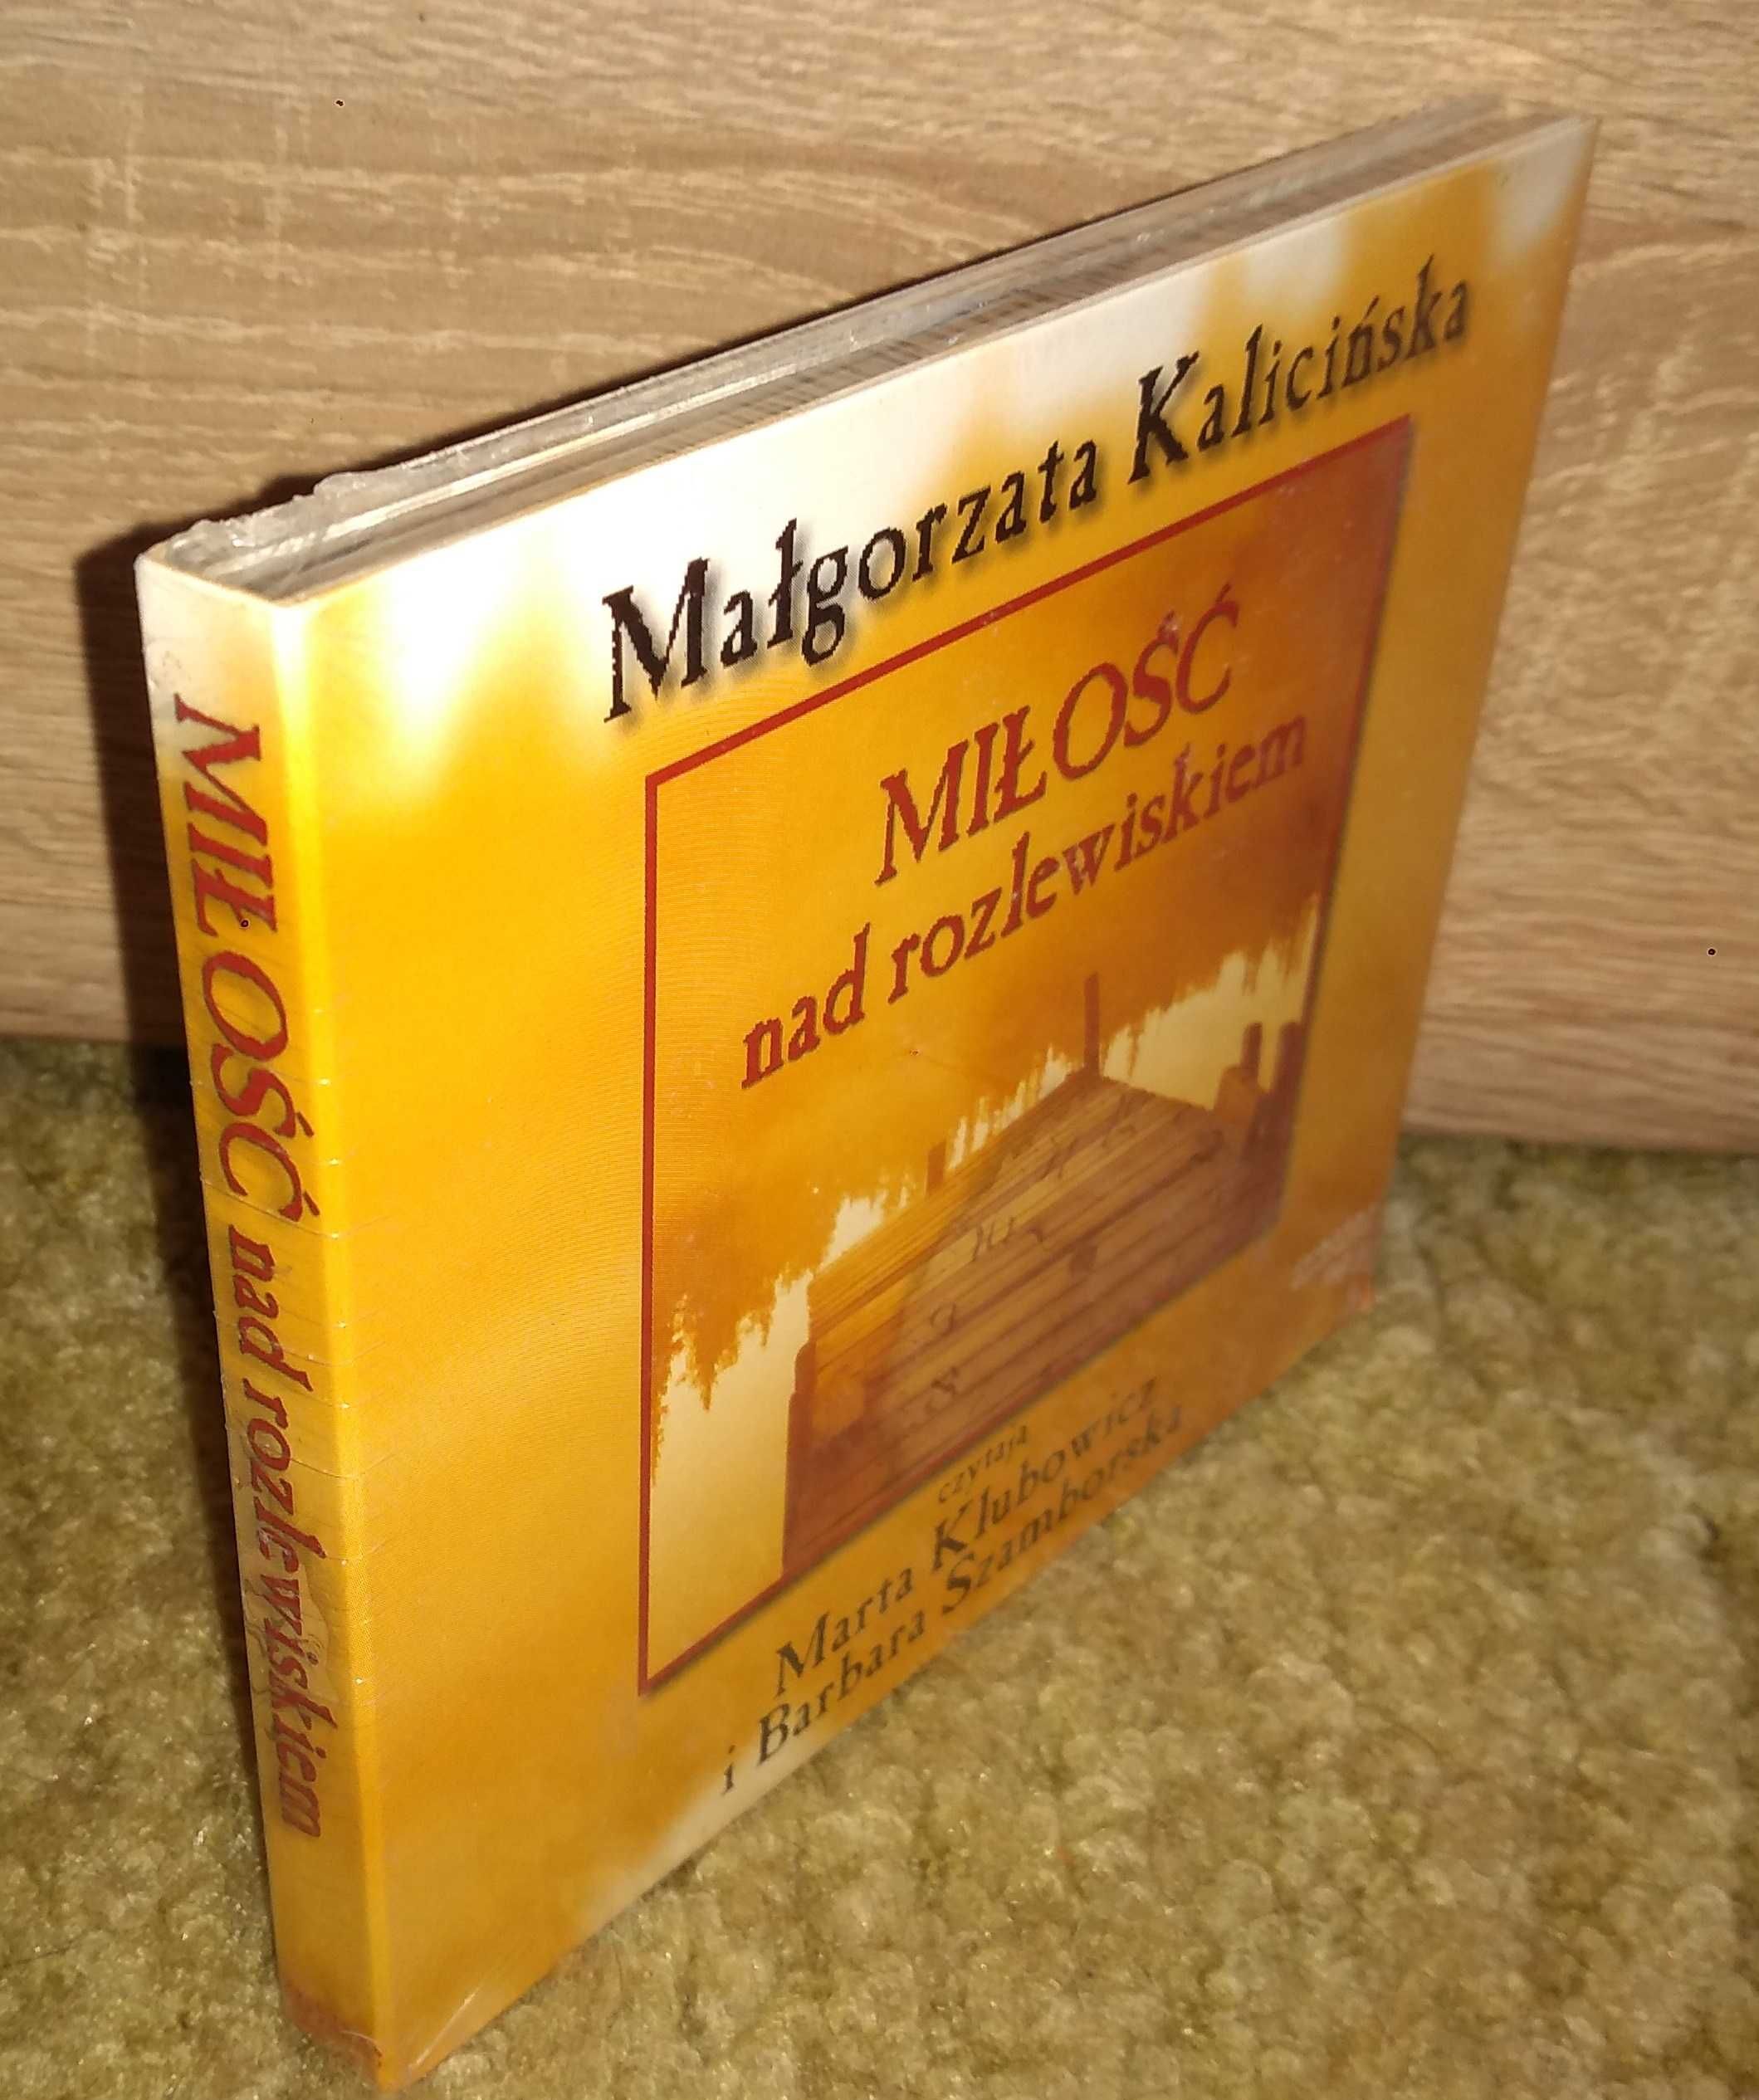 Małgorzata Kalicińska
MIŁOŚĆ
nad rozlewiskiem
czytają
Marta Klubowicz
i Barbara Szamborska
MIŁOŚĆ nad rozlewiskiem